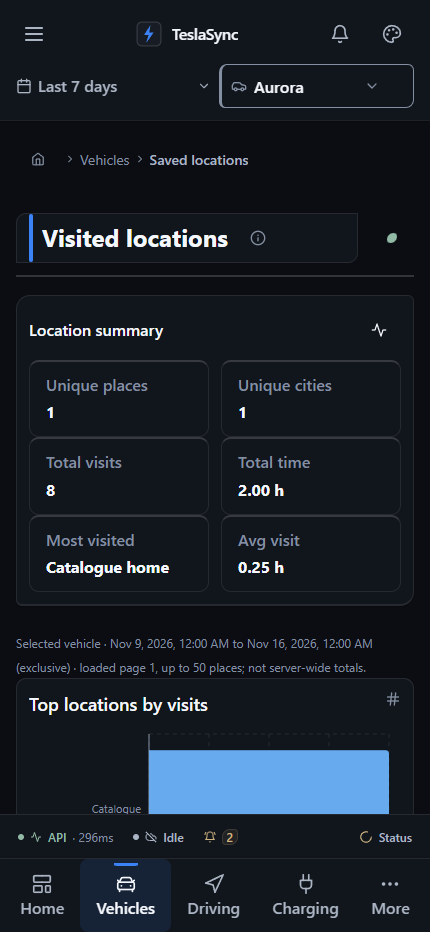 TeslaSync
Last 7 days
Aurora
Vehicles
Saved locations
Visited locations
Location summary
Unique places
1
Unique cities
1
Total visits
8
Total time
2.00 h
Most visited
Catalogue home
Avg visit
0.25 h
Selected vehicle · Nov 9, 2026, 12:00 AM to Nov 16, 2026, 12:00 AM
(exclusive) · loaded page 1, up to 50 places; not server-wide totals.
Top locations by visits
Catalogue
API · 296ms
Idle
2
Status
Home
Vehicles
Driving
Charging
More